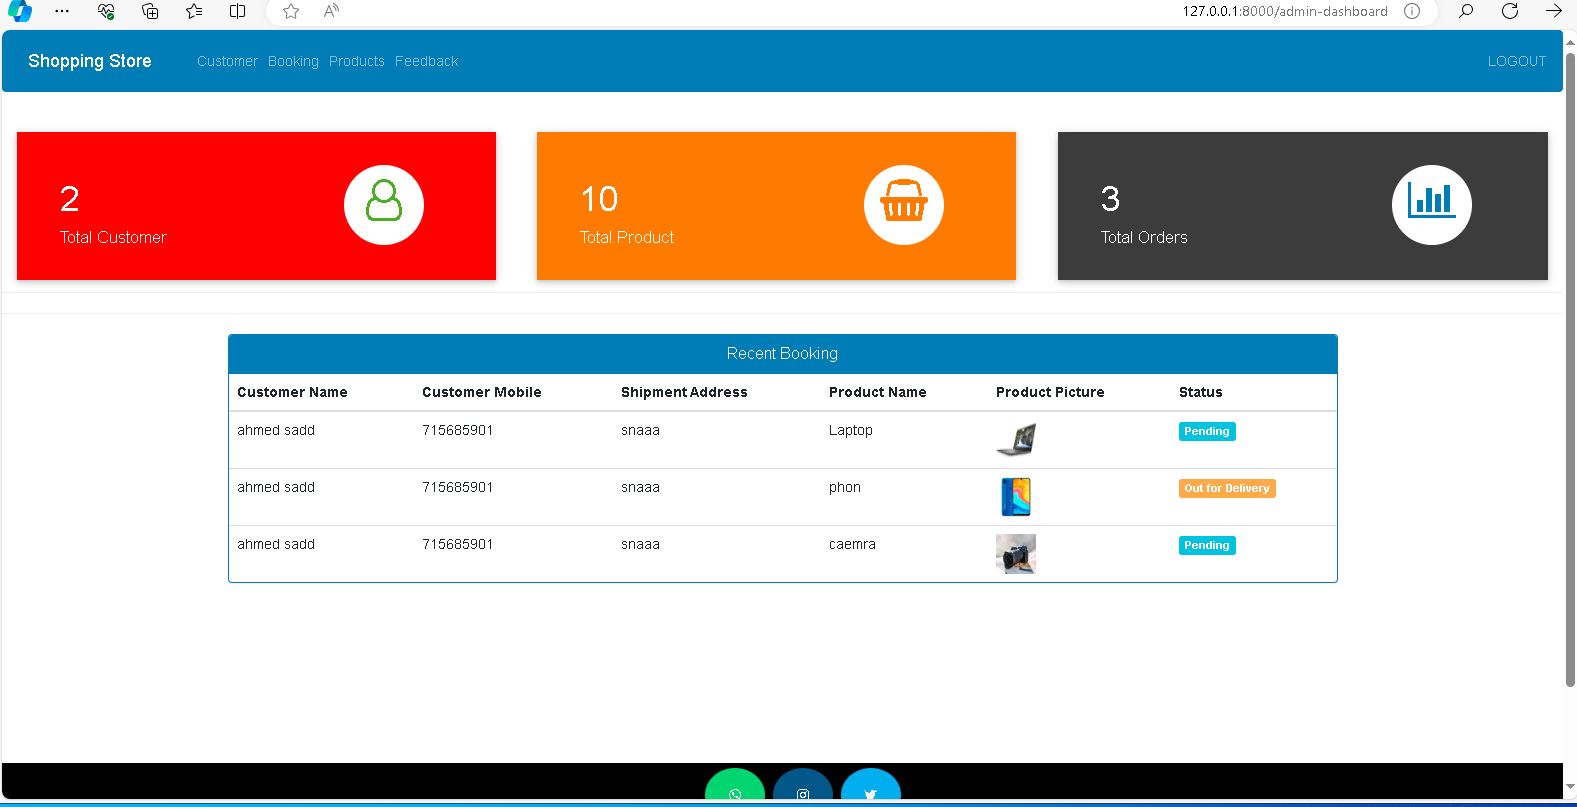 127.0.0.1:8000/admin-dashboard
Shopping Store Customer Booking Products Feedback LOGOUT
2
Total Customer
10
Total Product
3
Total Orders
Recent Booking
Customer Name Customer Mobile Shipment Address Product Name Product Picture Status
ahmed sadd 715685901 snaaa Laptop Pending
ahmed sadd 715685901 snaaa phon Out for Delivery
ahmed sadd 715685901 snaaa caemra Pending